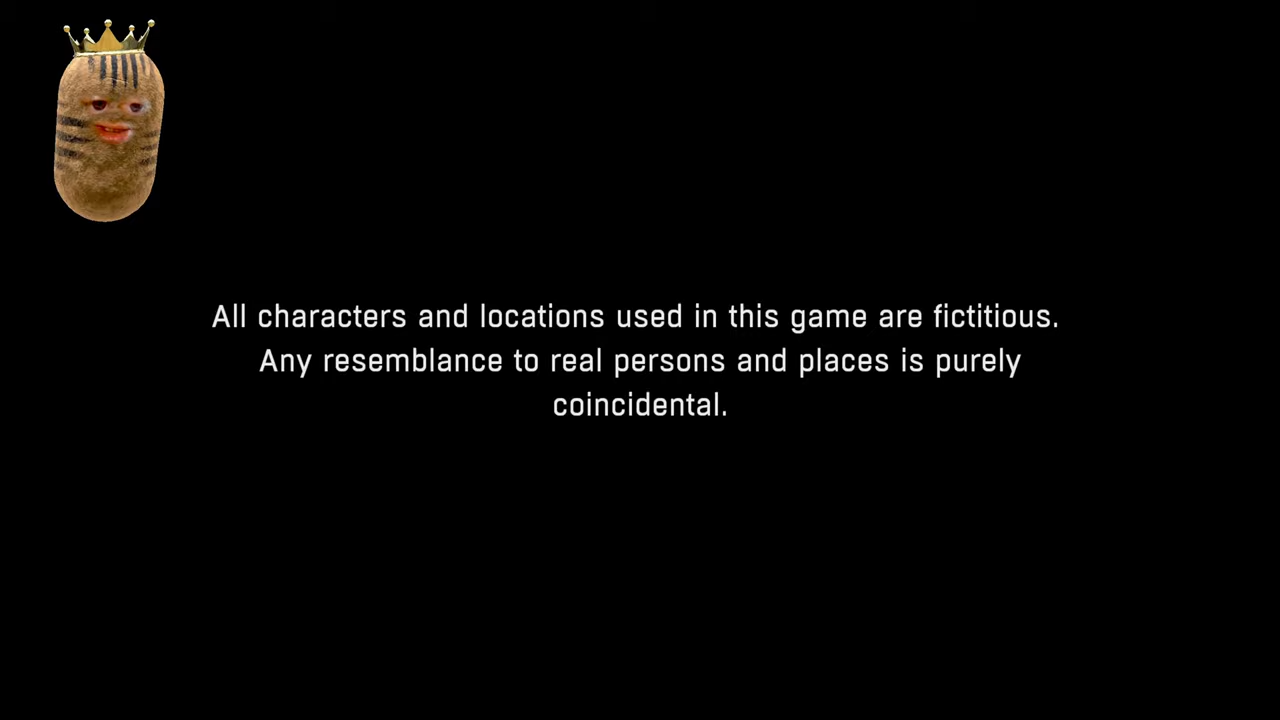 All characters and locations used in this game are fictitious.
Any resemblance to real persons and places is purely
coincidental.